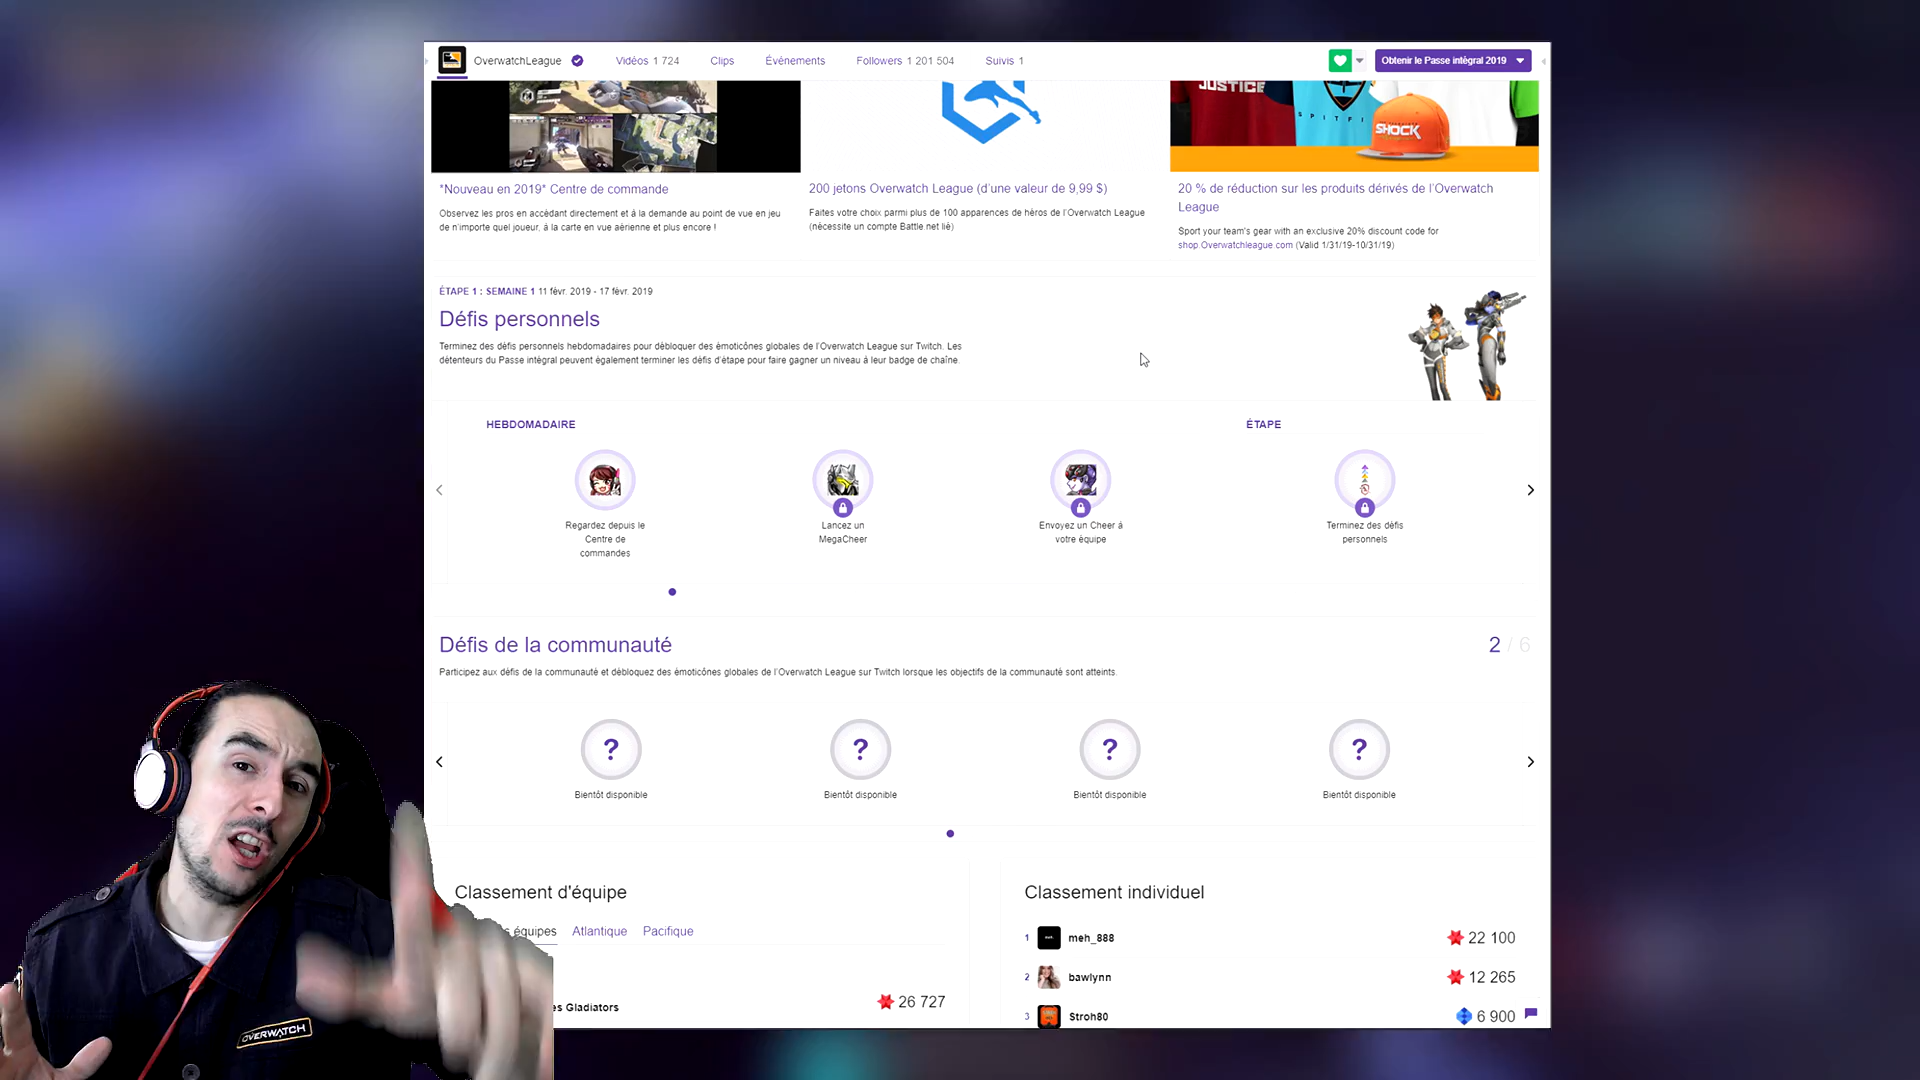 OverwatchLeague
Vidéos 1 724
Clips
Événements
Followers 1 201 504
Suivis 1
Obtenir le Passe intégral 2019
JUSTICE
SPITFI
SHOCK
*Nouveau en 2019* Centre de commande
Observez les pros en accédant directement et à la demande au point de vue en jeu
de n'importe quel joueur, à la carte en vue aérienne et plus encore !
200 jetons Overwatch League (d'une valeur de 9,99 $)
Faites votre choix parmi plus de 100 apparences de héros de l'Overwatch League
(nécessite un compte Battle.net lié)
20 % de réduction sur les produits dérivés de l'Overwatch
League
Sport your team's gear with an exclusive 20% discount code for
shop.Overwatchleague.com (Valid 1/31/19-10/31/19)
ÉTAPE 1 : SEMAINE 1 11 févr. 2019 - 17 févr. 2019
Défis personnels
Terminez des défis personnels hebdomadaires pour débloquer des émoticônes globales de l'Overwatch League sur Twitch. Les
détenteurs du Passe intégral peuvent également terminer les défis d'étape pour faire gagner un niveau à leur badge de chaîne.
HEBDOMADAIRE
ÉTAPE
Regardez depuis le
Centre de
commandes
Lancez un
MegaCheer
Envoyez un Cheer à
votre équipe
Terminez des défis
personnels
Défis de la communauté
2 / 6
Participez aux défis de la communauté et débloquez des émoticônes globales de l'Overwatch League sur Twitch lorsque les objectifs de la communauté sont atteints.
? ? ? ?
Bientôt disponible
Bientôt disponible
Bientôt disponible
Bientôt disponible
Classement d'équipe
équipes
Atlantique
Pacifique
es Gladiators
26 727
Classement individuel
1 meh_888 22 100
2 bawlynn 12 265
3 Stroh80 6 900
OVERWATCH